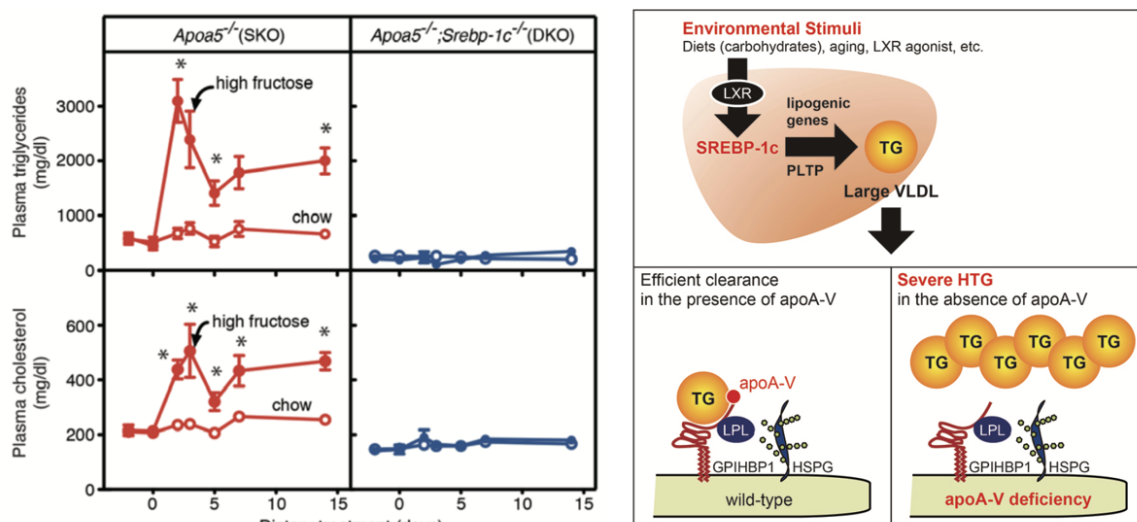 Apoa5-/-(SKO)
Apoa5-/-;Srebp-1c-/-(DKO)
Plasma triglycerides
(mg/dl)
3000
2000
1000
0
*
high fructose
*
*
chow
Plasma cholesterol
(mg/dl)
600
400
200
0
*
*
high fructose
*
*
*
chow
0 5 10 15
0 5 10 15
Environmental Stimuli
Diets (carbohydrates), aging, LXR agonist, etc.
LXR
lipogenic
genes
SREBP-1c
TG
PLTP
Large VLDL
Efficient clearance
in the presence of apoA-V
apoA-V
TG
LPL
GPIHBP1
HSPG
wild-type
Severe HTG
in the absence of apoA-V
TG TG TG TG TG TG
LPL
GPIHBP1
HSPG
apoA-V deficiency